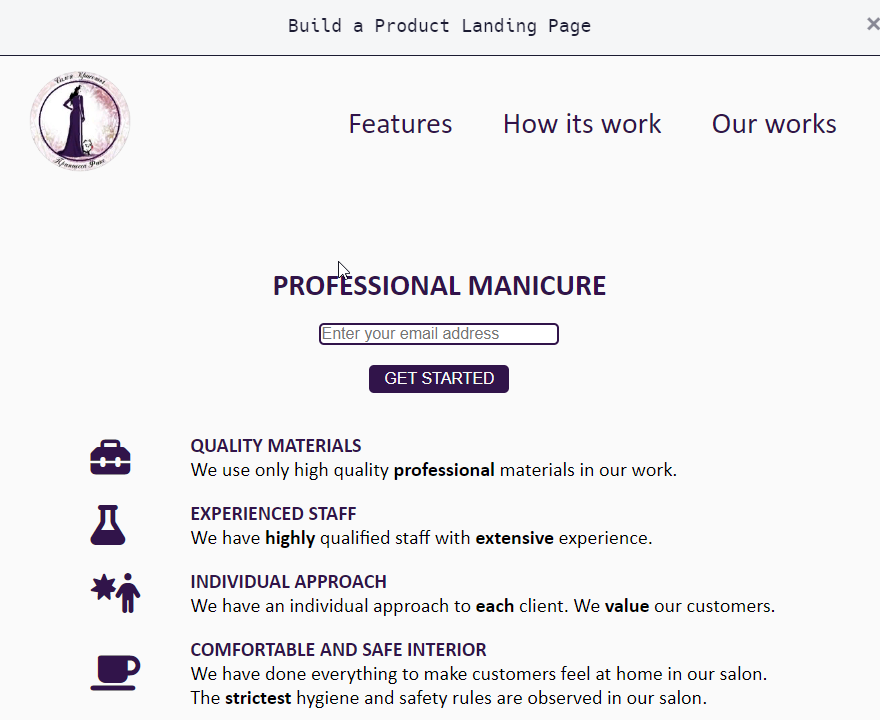 Build a Product Landing Page
×
Features How its work Our works
PROFESSIONAL MANICURE
Enter your email address
GET STARTED
QUALITY MATERIALS
We use only high quality professional materials in our work.
EXPERIENCED STAFF
We have highly qualified staff with extensive experience.
INDIVIDUAL APPROACH
We have an individual approach to each client. We value our customers.
COMFORTABLE AND SAFE INTERIOR
We have done everything to make customers feel at home in our salon.
The strictest hygiene and safety rules are observed in our salon.